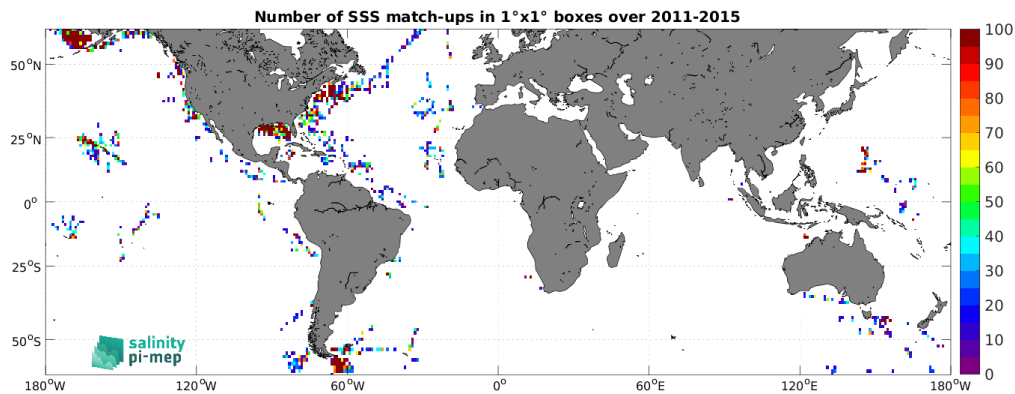 Number of SSS match-ups in 1°x1° boxes over 2011-2015
50°N
25°N
0°
25°S
50°S
180°W
120°W
60°W
0°
60°E
120°E
180°W
100
90
80
70
60
50
40
30
20
10
0
salinity
pi-mep